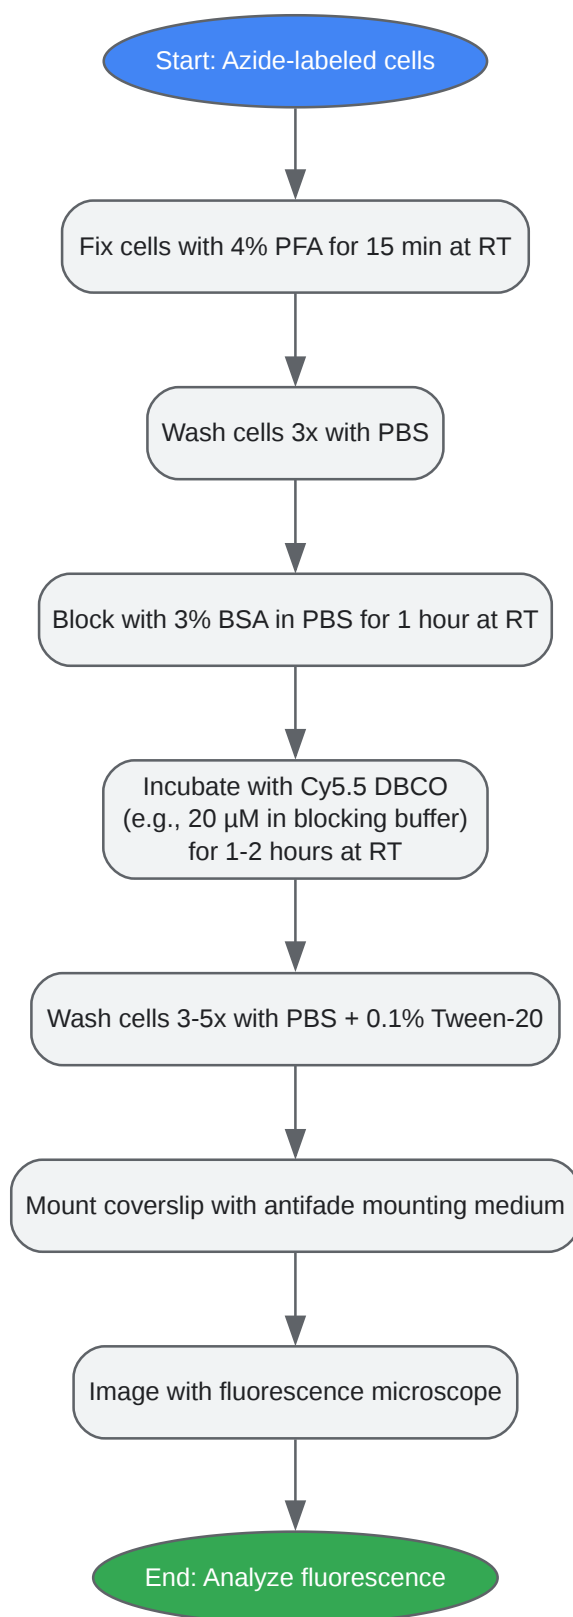 Start: Azide-labeled cells
Fix cells with 4% PFA for 15 min at RT
Wash cells 3x with PBS
Block with 3% BSA in PBS for 1 hour at RT
Incubate with Cy5.5 DBCO
(e.g., 20 µM in blocking buffer)
for 1-2 hours at RT
Wash cells 3-5x with PBS + 0.1% Tween-20
Mount coverslip with antifade mounting medium
Image with fluorescence microscope
End: Analyze fluorescence